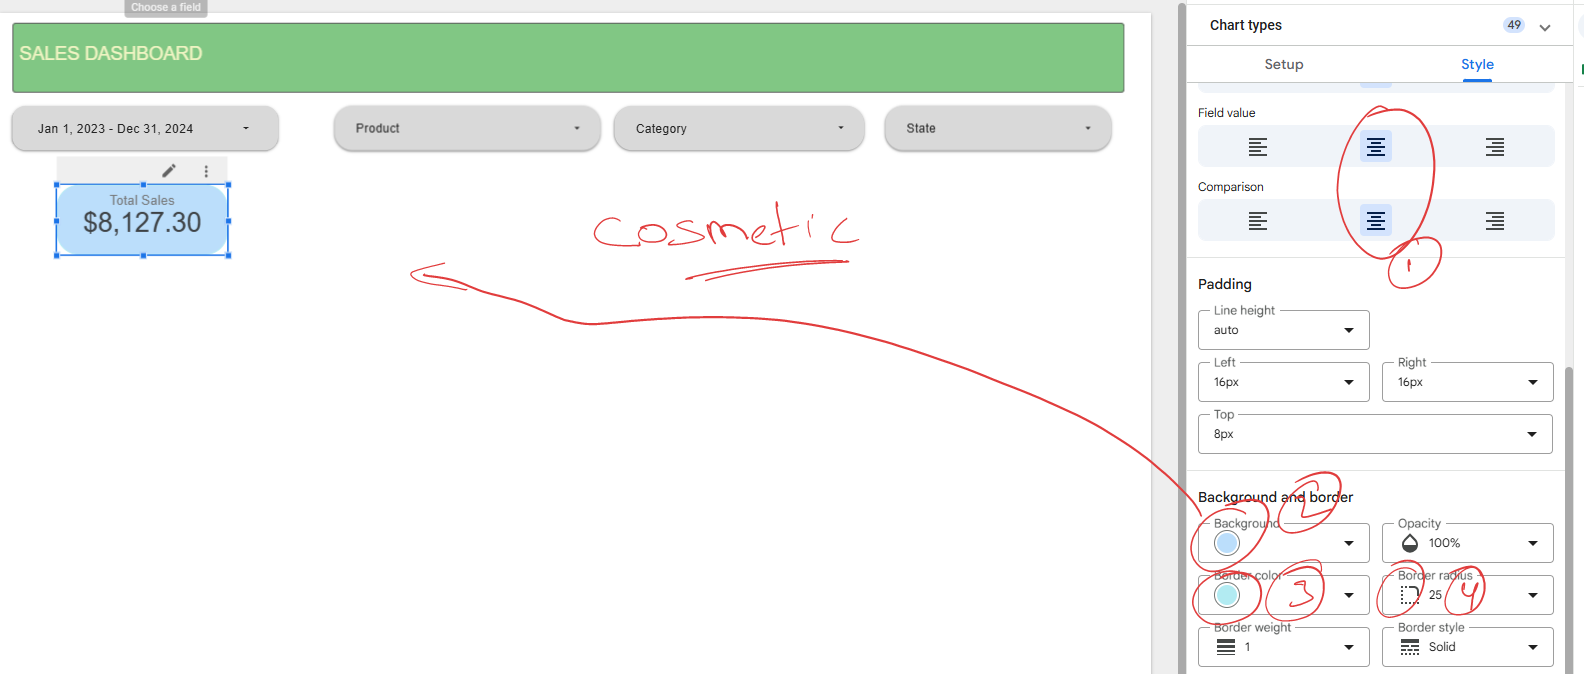 Choose a field
SALES DASHBOARD
Jan 1, 2023 - Dec 31, 2024
Product
Category
State
Total Sales
$8,127.30
cosmetic
Chart types
49
Setup
Style
Field value
Comparison
1
Padding
Line height
auto
Left
16px
Right
16px
Top
8px
Background and border
2
Background
Opacity
100%
Border color
3
Border radius
25
4
Border weight
1
Border style
Solid